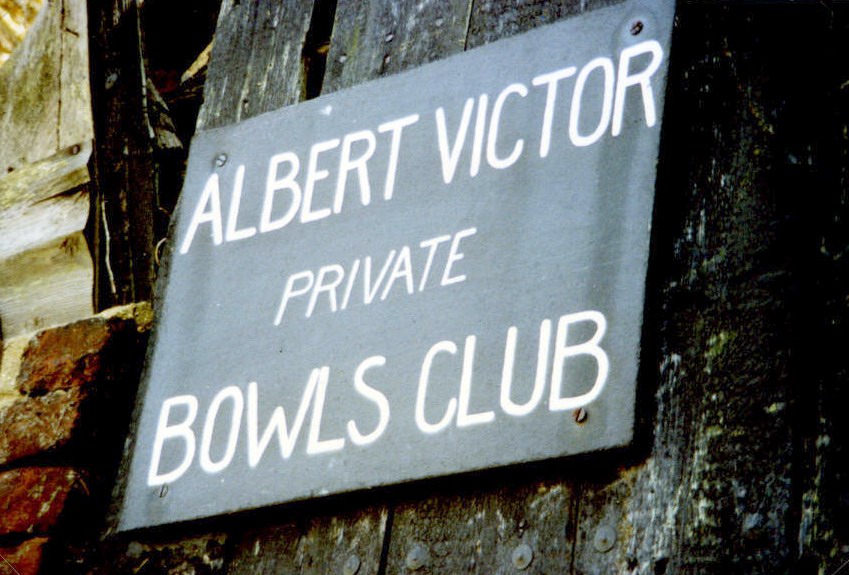 ALBERT VICTOR
PRIVATE
BOWLS CLUB